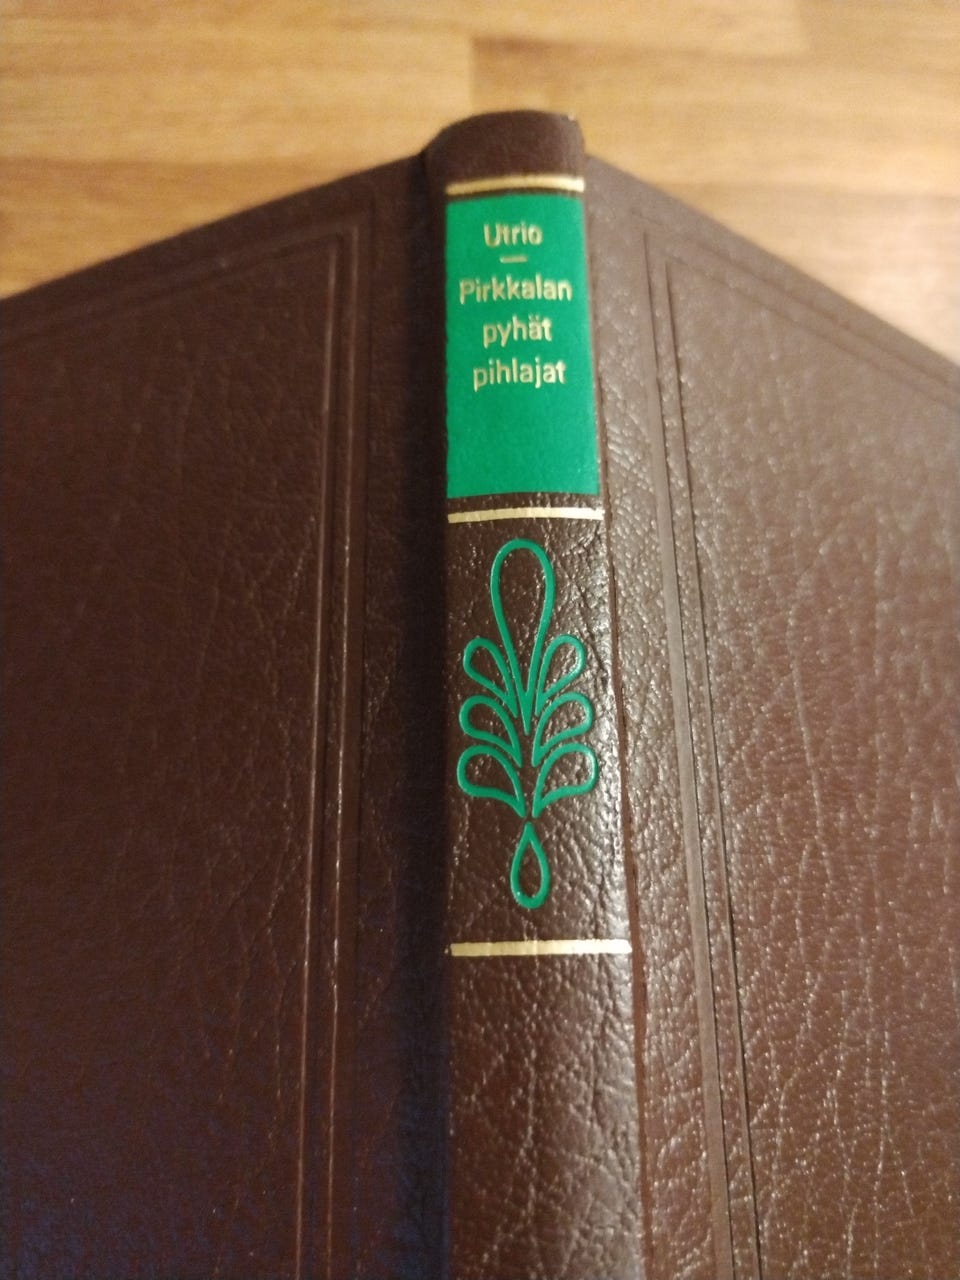 Utrio
Pirkkalan
pyhät
pihlajat